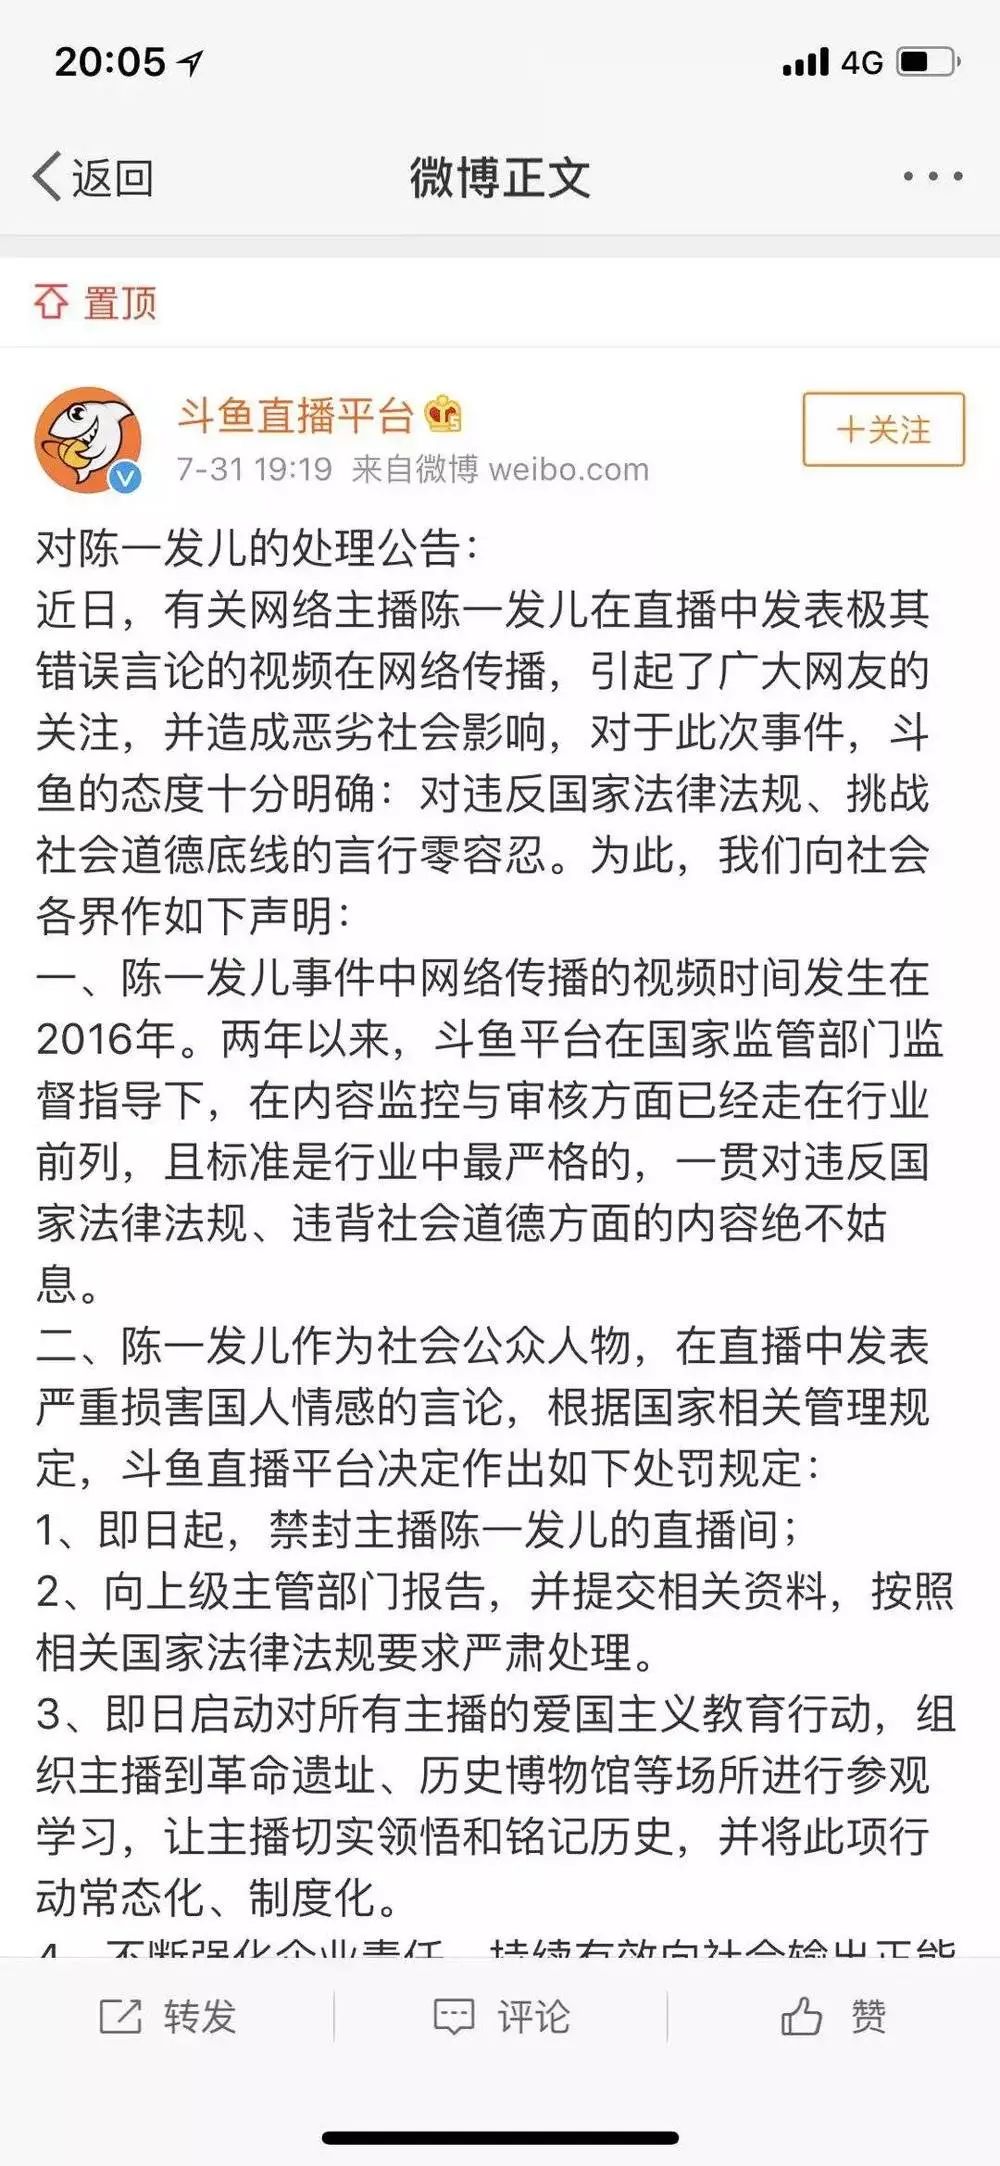 20:05
4G
返回
微博正文
置顶
斗鱼直播平台
+关注
7-31 19:19 来自微博 weibo.com
对陈一发儿的处理公告：
近日，有关网络主播陈一发儿在直播中发表极其
错误言论的视频在网络传播，引起了广大网友的
关注，并造成恶劣社会影响，对于此次事件，斗
鱼的态度十分明确：对违反国家法律法规、挑战
社会道德底线的言行零容忍。为此，我们向社会
各界作如下声明：
一、陈一发儿事件中网络传播的视频时间发生在
2016年。两年以来，斗鱼平台在国家监管部门监
督指导下，在内容监控与审核方面已经走在行业
前列，且标准是行业中最严格的，一贯对违反国
家法律法规、违背社会道德方面的内容绝不姑
息。
二、陈一发儿作为社会公众人物，在直播中发表
严重损害国人情感的言论，根据国家相关管理规
定，斗鱼直播平台决定作出如下处罚规定：
1、即日起，禁封主播陈一发儿的直播间；
2、向上级主管部门报告，并提交相关资料，按照
相关国家法律法规要求严肃处理。
3、即日启动对所有主播的爱国主义教育行动，组
织主播到革命遗址、历史博物馆等场所进行参观
学习，让主播切实领悟和铭记历史，并将此项行
动常态化、制度化。
4、不断强化企业责任，持续有效向社会输出正能
转发
评论
赞